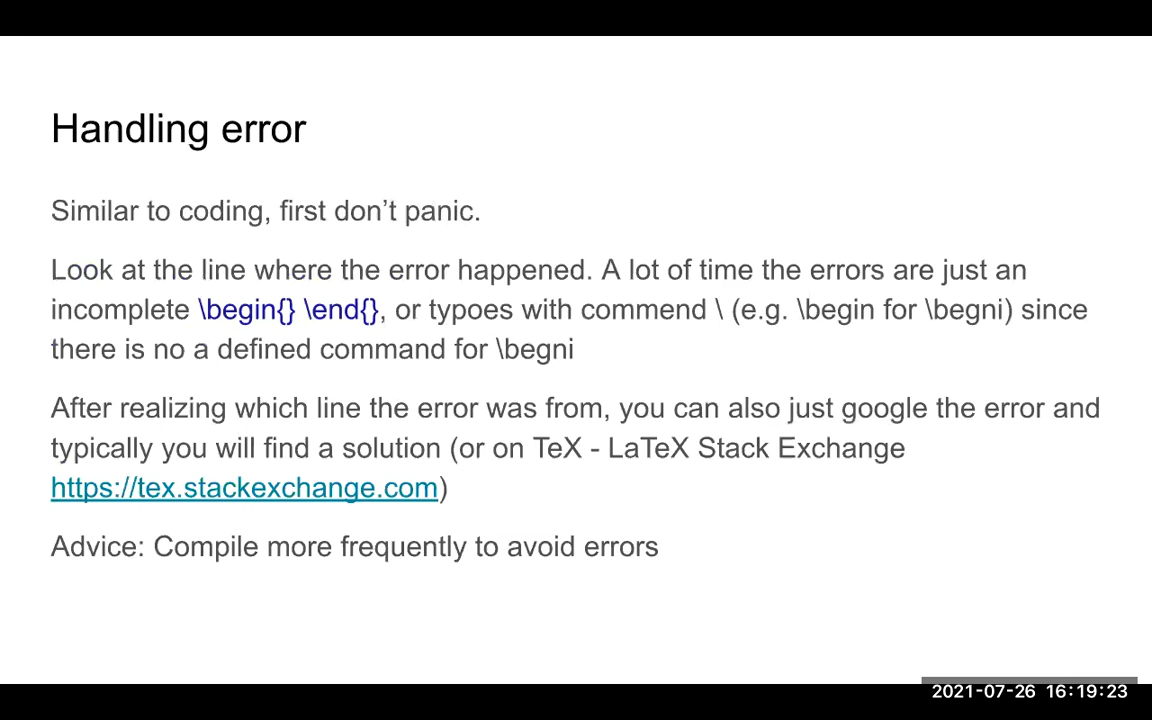 Handling error
Similar to coding, first don’t panic.
Look at the line where the error happened. A lot of time the errors are just an
incomplete \begin{} \end{}, or typoes with commend \ (e.g. \begin for \begni) since
there is no a defined command for \begni
After realizing which line the error was from, you can also just google the error and
typically you will find a solution (or on TeX - LaTeX Stack Exchange
https://tex.stackexchange.com)
Advice: Compile more frequently to avoid errors
2021-07-26 16:19:23